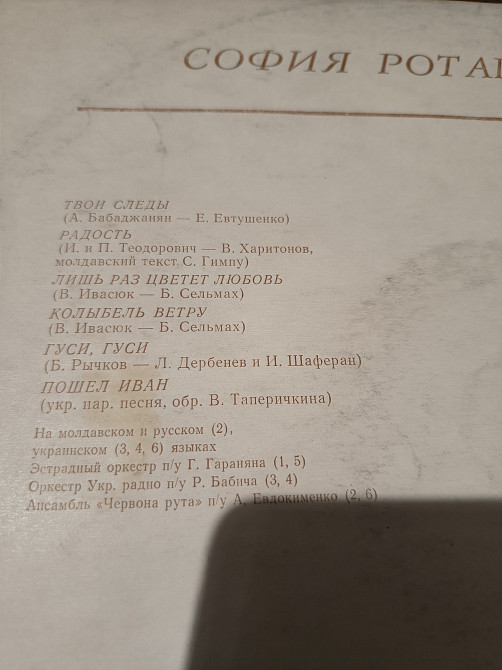 СОФИЯ РОТА
ТВОИ СЛЕДЫ
(А. Бабаджанян — Е. Евтушенко)
РАДОСТЬ
(И. и П. Теодорович — В. Харитонов,
молдавский текст С. Гимпу)
ЛИШЬ РАЗ ЦВЕТЕТ ЛЮБОВЬ
(В. Ивасюк — Б. Сельмах)
КОЛЫБЕЛЬ ВЕТРУ
(В. Ивасюк — Б. Сельмах)
ГУСИ, ГУСИ
(Б. Рычков — Л. Дербенев и И. Шаферан)
ПОШЕЛ ИВАН
(укр. нар. песня, обр. В. Таперичкина)
На молдавском и русском (2),
украинском (3, 4, 6) языках
Эстрадный оркестр п/у Г. Гараняна (1, 5)
Оркестр Укр. радио п/у Р. Бабича (3, 4)
Ансамбль «Червона рута» п/у А. Евдокименко (2, 6)